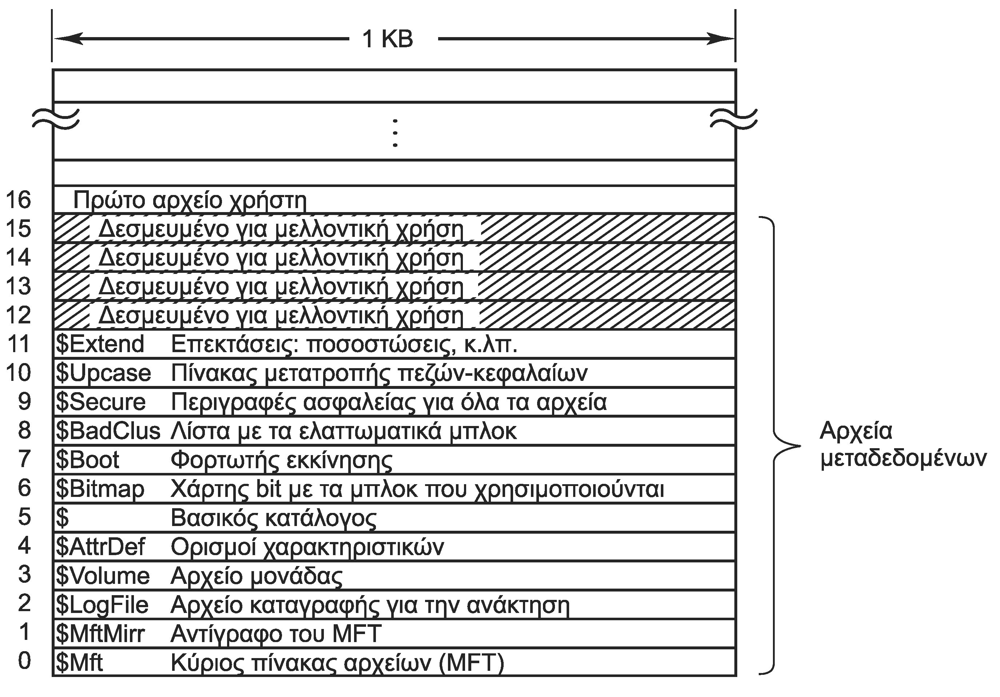 1 KB
16 Πρώτο αρχείο χρήστη
15 Δεσμευμένο για μελλοντική χρήση
14 Δεσμευμένο για μελλοντική χρήση
13 Δεσμευμένο για μελλοντική χρήση
12 Δεσμευμένο για μελλοντική χρήση
11 $Extend Επεκτάσεις: ποσοστώσεις, κ.λπ.
10 $Upcase Πίνακας μετατροπής πεζών-κεφαλαίων
9 $Secure Περιγραφές ασφαλείας για όλα τα αρχεία
8 $BadClus Λίστα με τα ελαττωματικά μπλοκ
7 $Boot Φορτωτής εκκίνησης
6 $Bitmap Χάρτης bit με τα μπλοκ που χρησιμοποιούνται
5 $ Βασικός κατάλογος
4 $AttrDef Ορισμοί χαρακτηριστικών
3 $Volume Αρχείο μονάδας
2 $LogFile Αρχείο καταγραφής για την ανάκτηση
1 $MftMirr Αντίγραφο του MFT
0 $Mft Κύριος πίνακας αρχείων (MFT)
Αρχεία
μεταδεδομένων